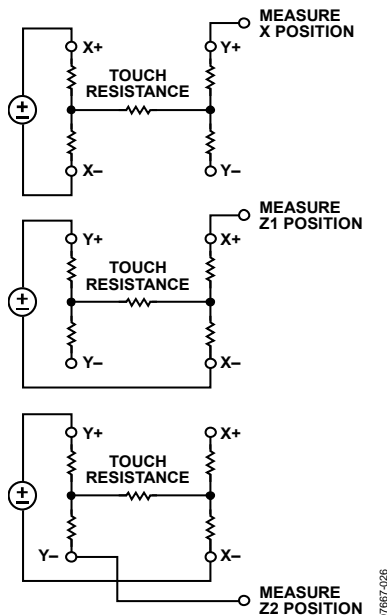 X+
Y+
MEASURE
X POSITION
TOUCH
RESISTANCE
X–
Y–
MEASURE
Z1 POSITION
Y+
X+
TOUCH
RESISTANCE
Y–
X–
Y+
X+
TOUCH
RESISTANCE
Y–
X–
MEASURE
Z2 POSITION
07667-026